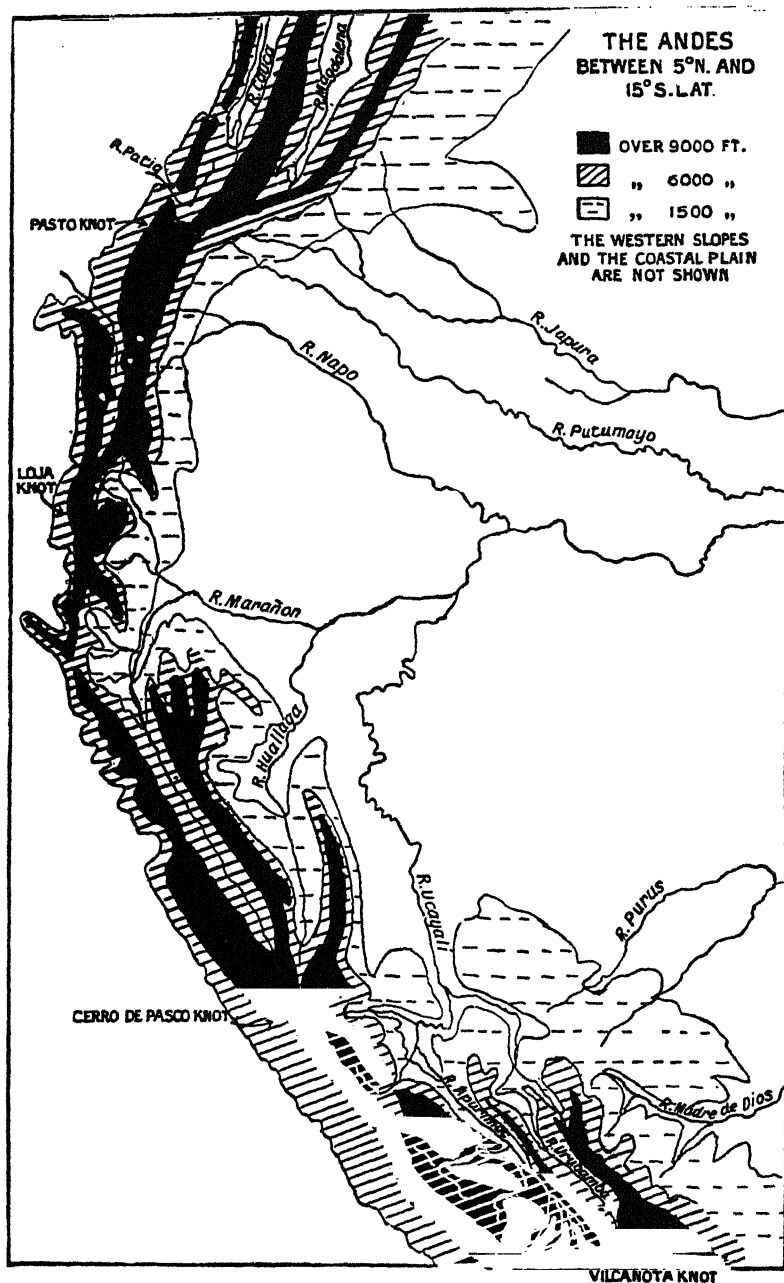 THE ANDES
BETWEEN 5°N. AND
15°S. LAT.
OVER 9000 FT.
„ 6000 „
„ 1500 „
THE WESTERN SLOPES
AND THE COASTAL PLAIN
ARE NOT SHOWN
R. Cauca
R. Magdalena
R. Patia
PASTO KNOT
R. Japura
R. Napo
R. Putumayo
LOJA
KNOT
R. Marañon
R. Huallaga
R. Ucayali
R. Purus
CERRO DE PASCO KNOT
R. Apurimac
R. Urubamba
R. Madre de Dios
VILCANOTA KNOT